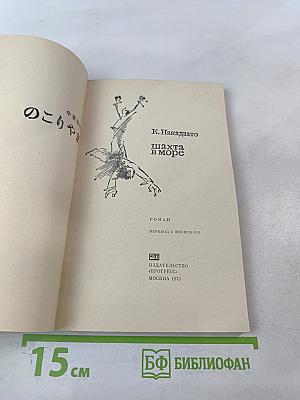 のこりや
К. Накадзато
шахта
в море
РОМАН
ПЕРЕВОД С ЯПОНСКОГО
ИЗДАТЕЛЬСТВО
«ПРОГРЕСС»
МОСКВА 1975
15 см
БФ БИБЛИОФАН